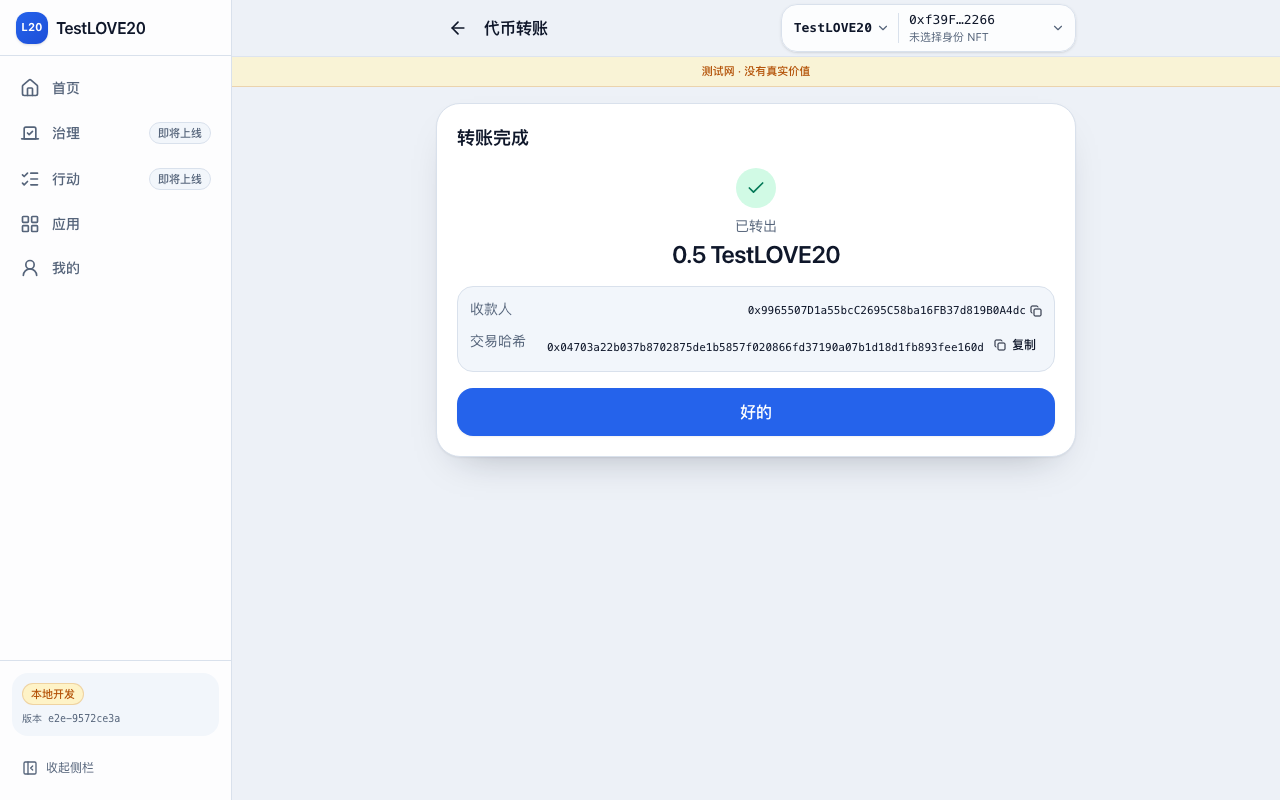 L20 TestLOVE20
首页
治理 即将上线
行动 即将上线
应用
我的
本地开发
版本 e2e-9572ce3a
收起侧栏
代币转账
TestLOVE20
0xf39F…2266
未选择身份 NFT
测试网 · 没有真实价值
转账完成
已转出
0.5 TestLOVE20
收款人 0x9965507D1a55bcC2695C58ba16FB37d819B0A4dc
交易哈希 0x04703a22b037b8702875de1b5857f020866fd37190a07b1d18d1fb893fee160d 复制
好的